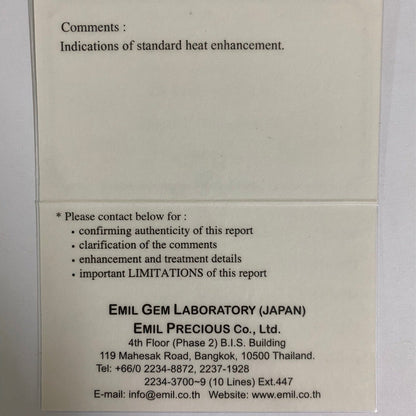 Comments :
Indications of standard heat enhancement.
* Please contact below for :
• confirming authenticity of this report
• clarification of the comments
• enhancement and treatment details
• important LIMITATIONS of this report
EMIL GEM LABORATORY (JAPAN)
EMIL PRECIOUS Co., Ltd.
4th Floor (Phase 2) B.I.S. Building
119 Mahesak Road, Bangkok, 10500 Thailand.
Tel: +66/0 2234-8872, 2237-1928
2234-3700~9 (10 Lines) Ext.447
E-mail: info@emil.co.th Website: www.emil.co.th